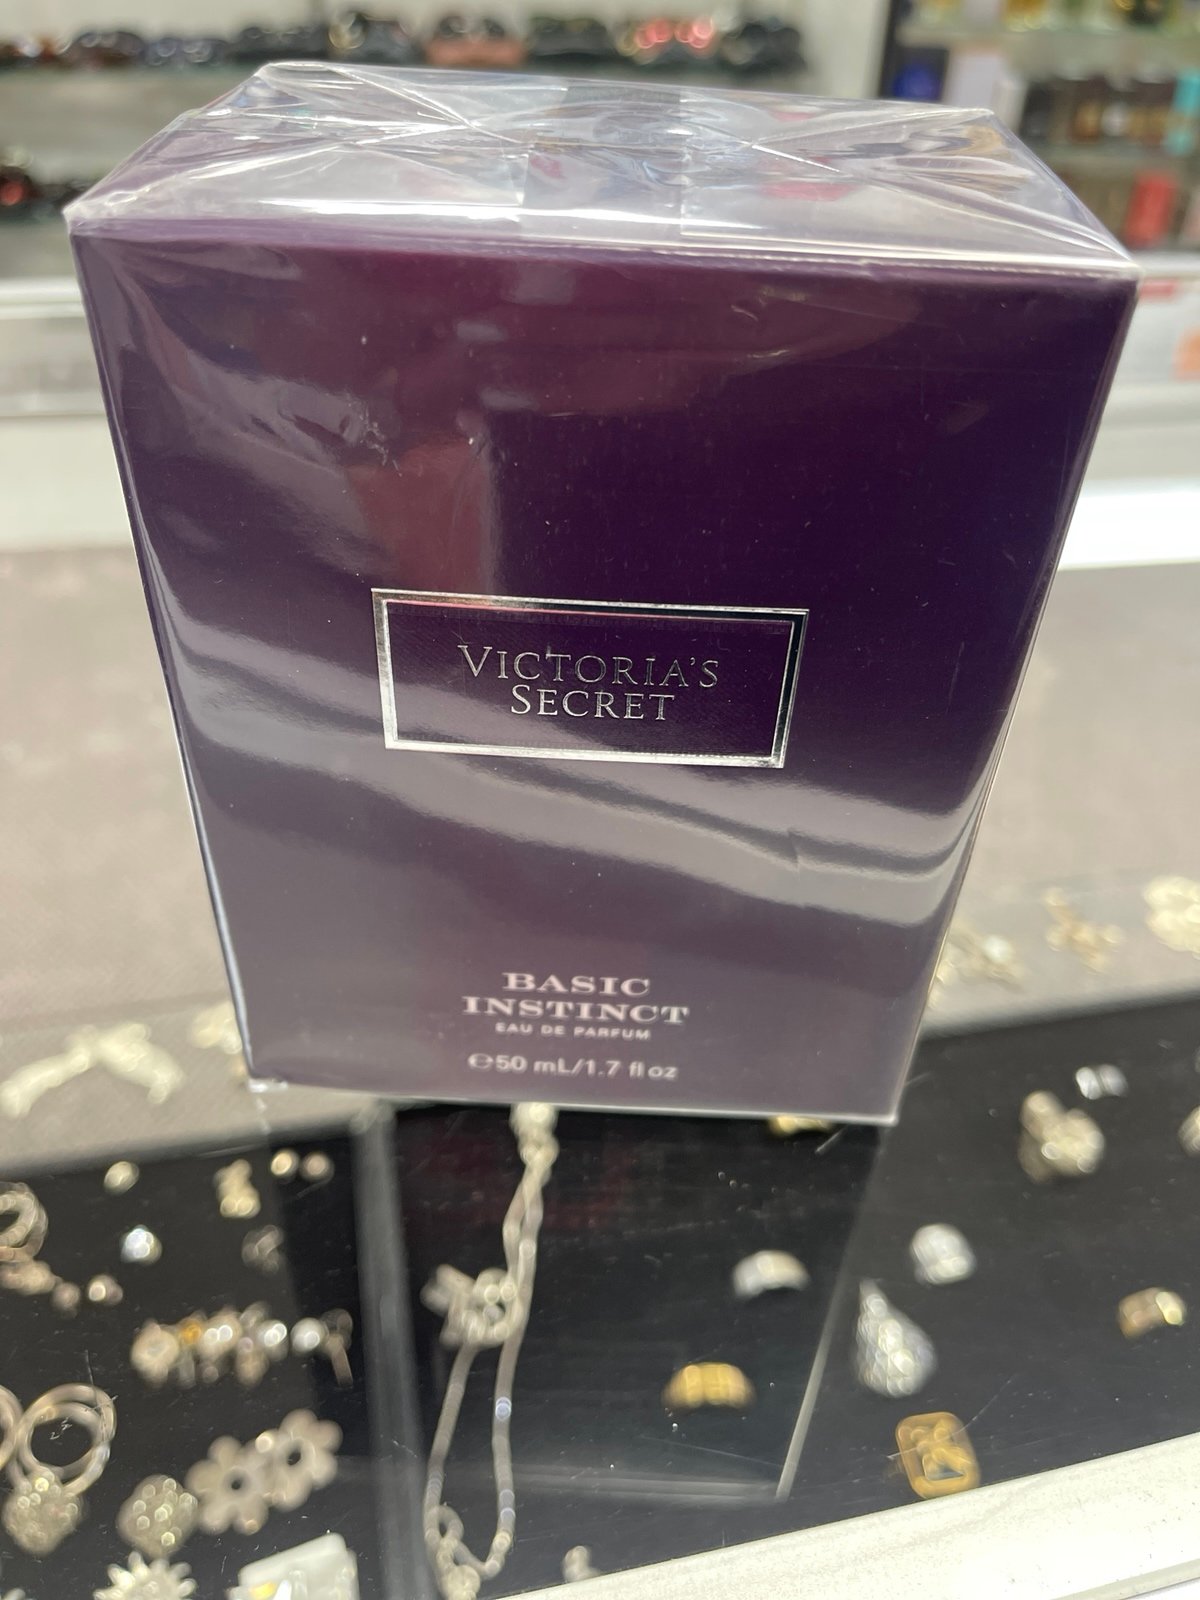 VICTORIA'S
SECRET
BASIC
INSTINCT
EAU DE PARFUM
℮50 mL/1.7 fl oz